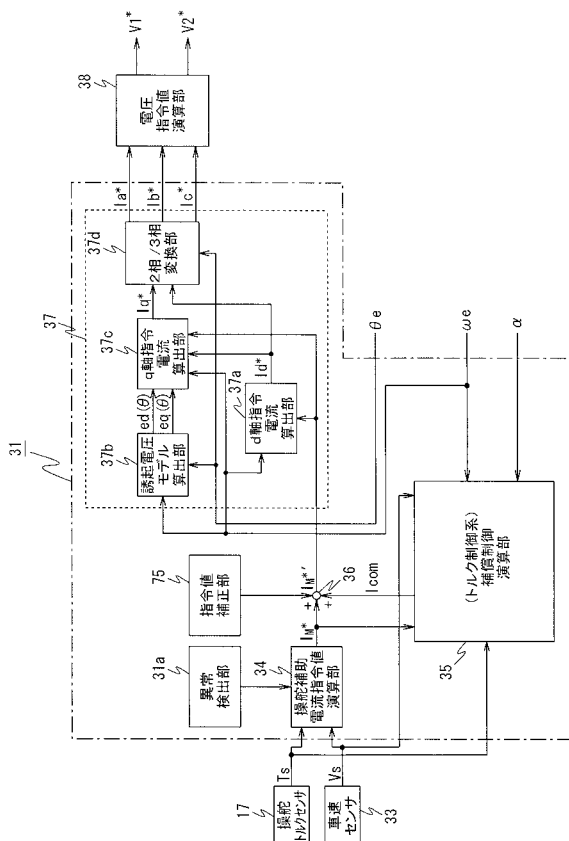 31
17
操舵
トルクセンサ
Ts
車速
センサ
33
Vs
31a
異常
検出部
34
操舵補助
電流指令値
演算部
IM*
75
指令値
補正部
+
+
+
IM*'
36
Icom
(トルク制御系)
補償制御
演算部
35
37
37b
誘起電圧
モデル
算出部
ed(θ)
eq(θ)
37c
q軸指令
電流
算出部
Iq*
d軸指令
電流
算出部
37a
Id*
37d
2相/3相
変換部
Ia*
Ib*
Ic*
38
電圧
指令値
演算部
V1*
V2*
θe
ωe
α